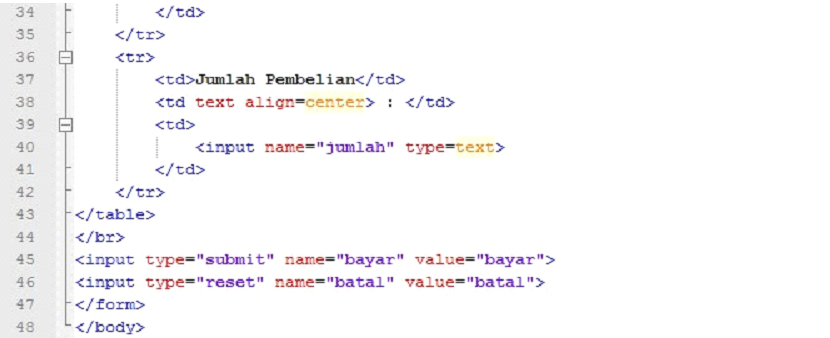 34 </td>
35 </tr>
36 <tr>
37 <td>Jumlah Pembelian</td>
38 <td text align=center> : </td>
39 <td>
40 <input name="jumlah" type=text>
41 </td>
42 </tr>
43 </table>
44 </br>
45 <input type="submit" name="bayar" value="bayar">
46 <input type="reset" name="batal" value="batal">
47 </form>
48 </body>